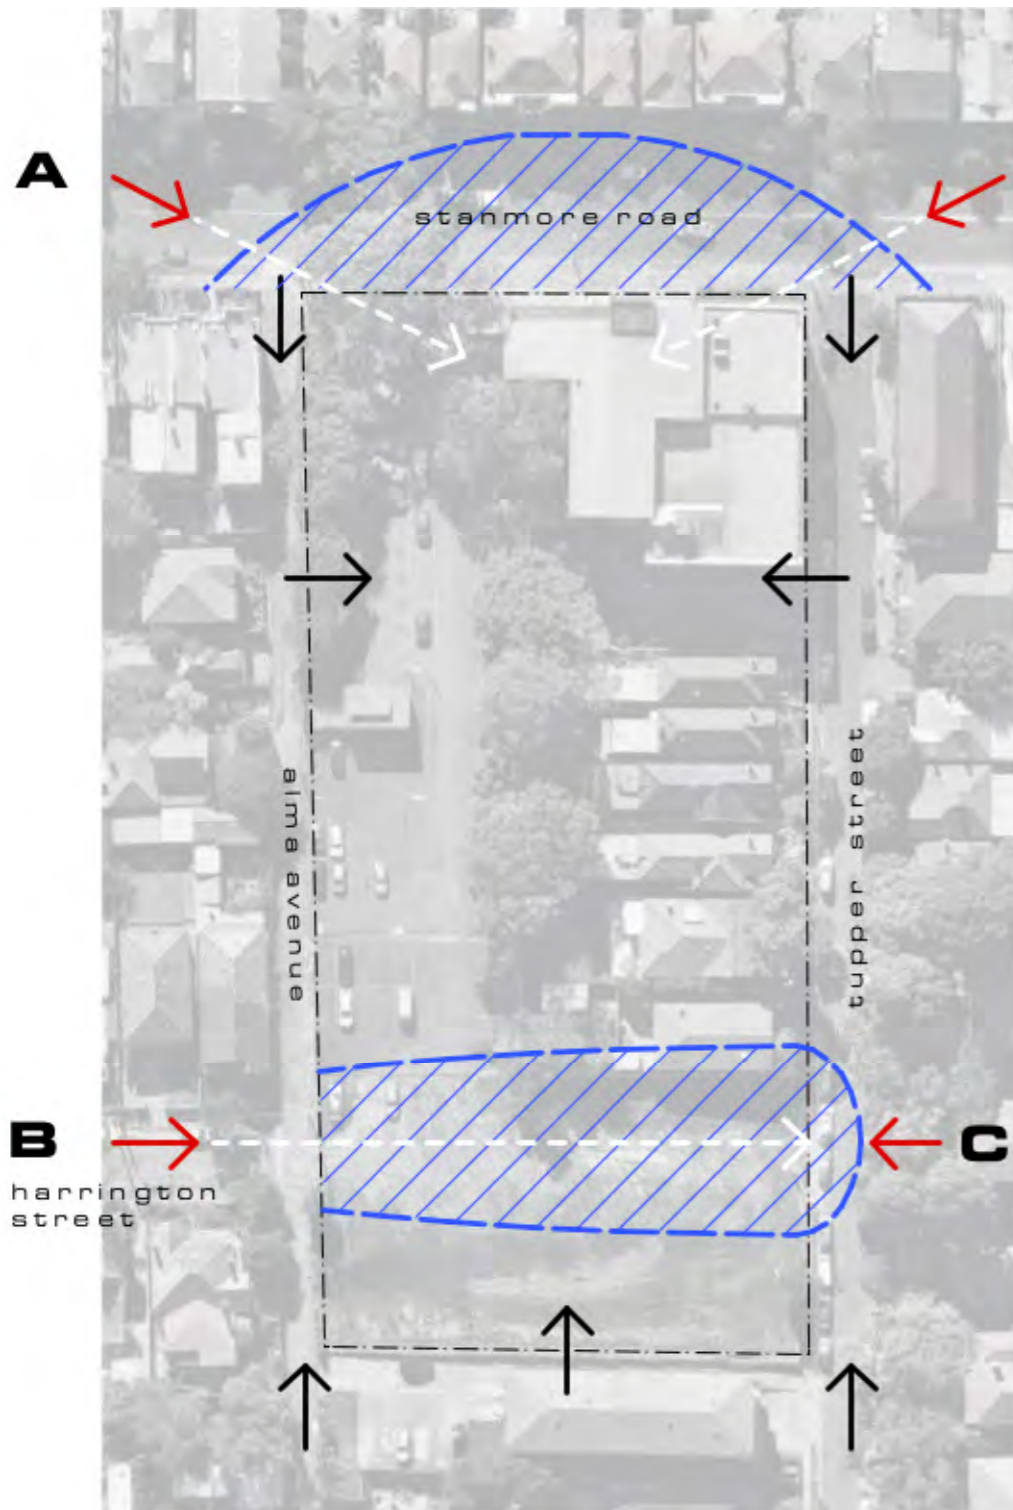 A
stanmore road
alma avenue
tupper street
B
C
harrington
street